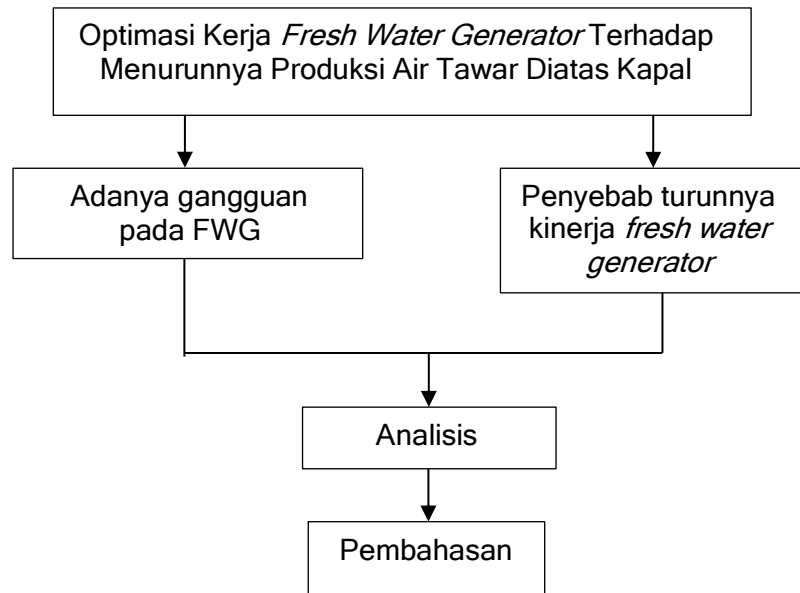 Optimasi Kerja Fresh Water Generator Terhadap
Menurunnya Produksi Air Tawar Diatas Kapal
Adanya gangguan
pada FWG
Penyebab turunnya
kinerja fresh water
generator
Analisis
Pembahasan